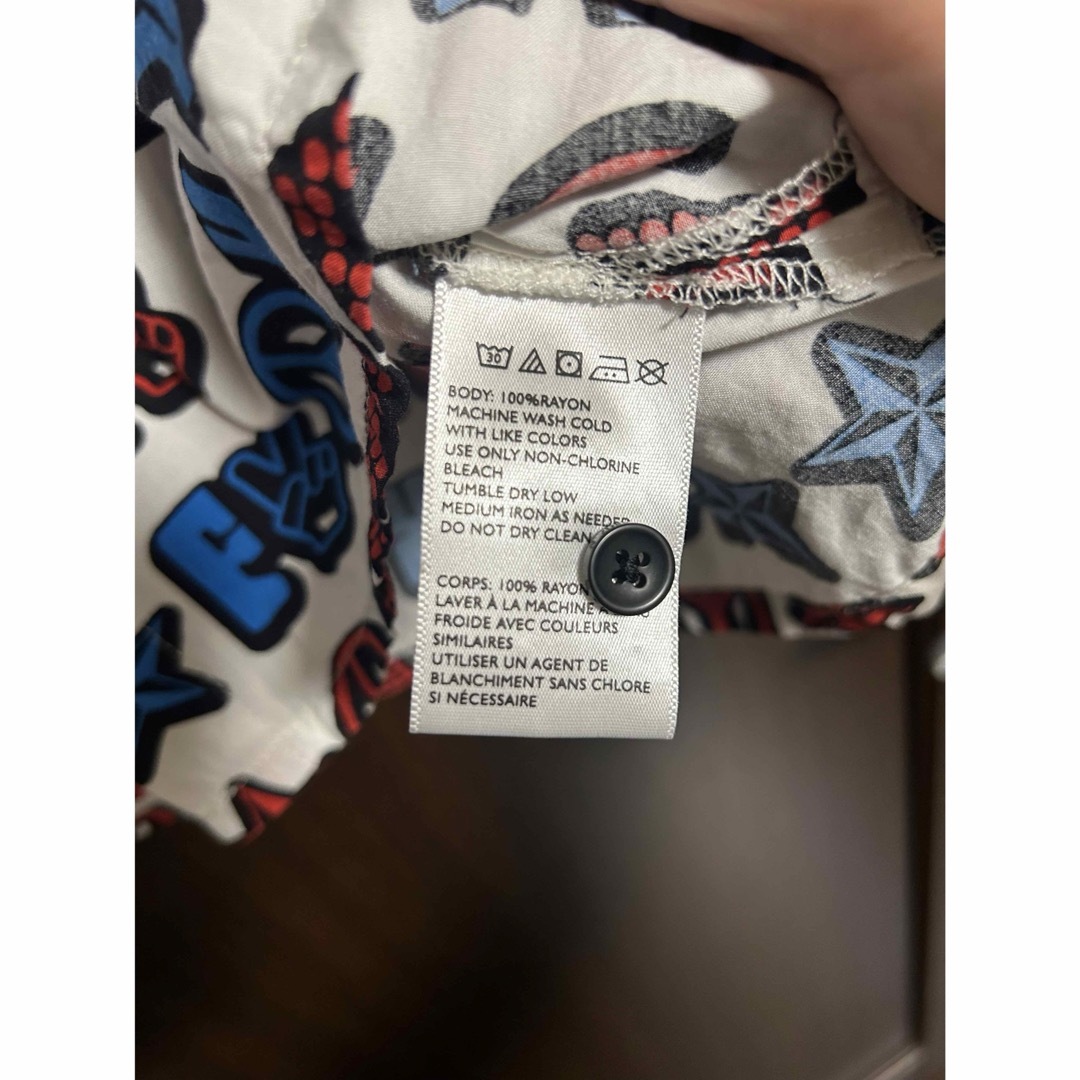 30
BODY: 100%RAYON
MACHINE WASH COLD
WITH LIKE COLORS
USE ONLY NON-CHLORINE
BLEACH
TUMBLE DRY LOW
MEDIUM IRON AS NEEDED
DO NOT DRY CLEAN
CORPS: 100% RAYON
LAVER À LA MACHINE
FROIDE AVEC COULEURS
SIMILAIRES
UTILISER UN AGENT DE
BLANCHIMENT SANS CHLORE
SI NÉCESSAIRE